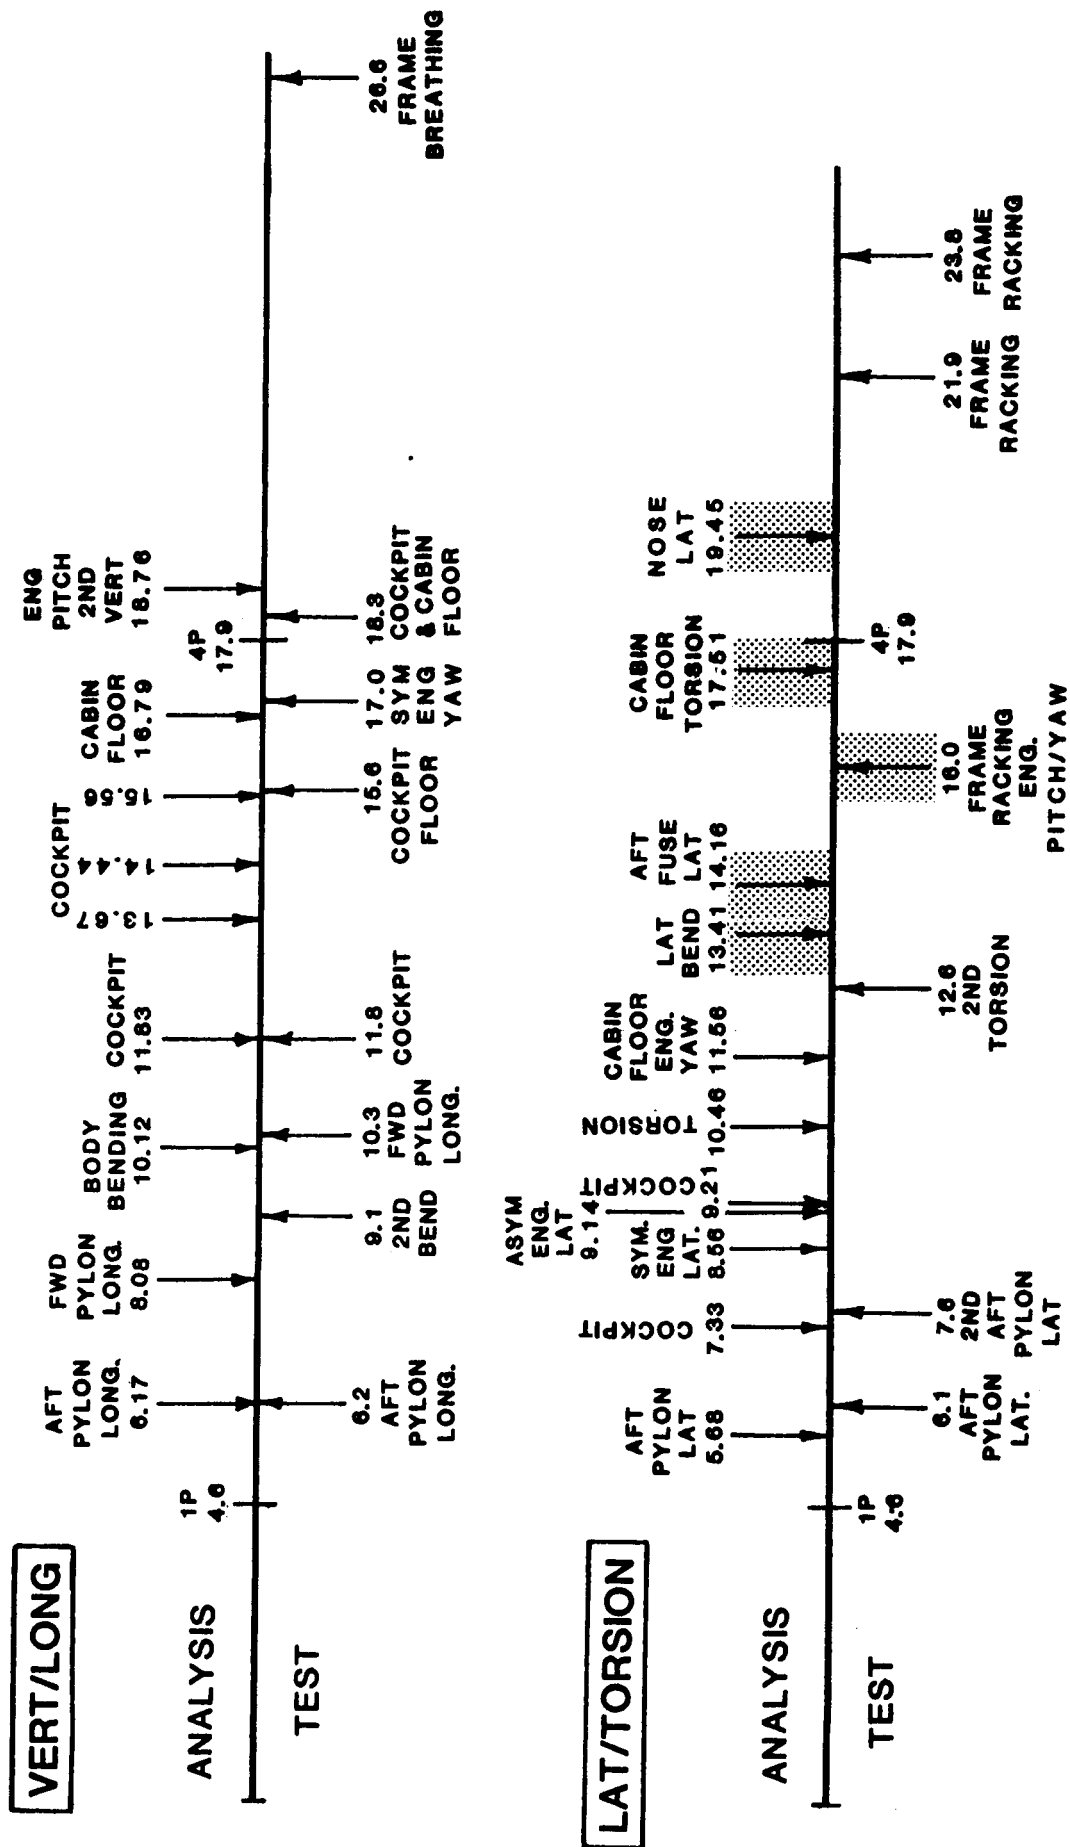 VERT/LONG
ANALYSIS
TEST
1P
4.6
AFT
PYLON
LONG.
6.17
FWD
PYLON
LONG.
8.08
BODY
BENDING
10.12
COCKPIT
11.83
COCKPIT
13.67
14.44
15.56
CABIN
FLOOR
16.79
4P
17.9
ENG
PITCH
2ND
VERT
18.76
6.2
AFT
PYLON
LONG.
9.1
2ND
BEND
10.3
FWD
PYLON
LONG.
11.8
COCKPIT
15.6
COCKPIT
FLOOR
17.0
SYM
ENG
YAW
18.3
COCKPIT
& CABIN
FLOOR
26.6
FRAME
BREATHING
LAT/TORSION
ANALYSIS
TEST
1P
4.6
AFT
PYLON
LAT
5.68
COCKPIT
7.33
SYM.
ENG
LAT.
8.56
ASYM
ENG.
LAT
9.14
COCKPIT
9.21
TORSION
10.46
CABIN
FLOOR
ENG.
YAW
11.56
LAT
BEND
13.41
AFT
FUSE
LAT
14.16
CABIN
FLOOR
TORSION
17.51
4P
17.9
NOSE
LAT
19.45
6.1
AFT
PYLON
LAT.
7.6
2ND
AFT
PYLON
LAT
12.6
2ND
TORSION
16.0
FRAME
RACKING
ENG.
PITCH/YAW
21.9
FRAME
RACKING
23.8
FRAME
RACKING